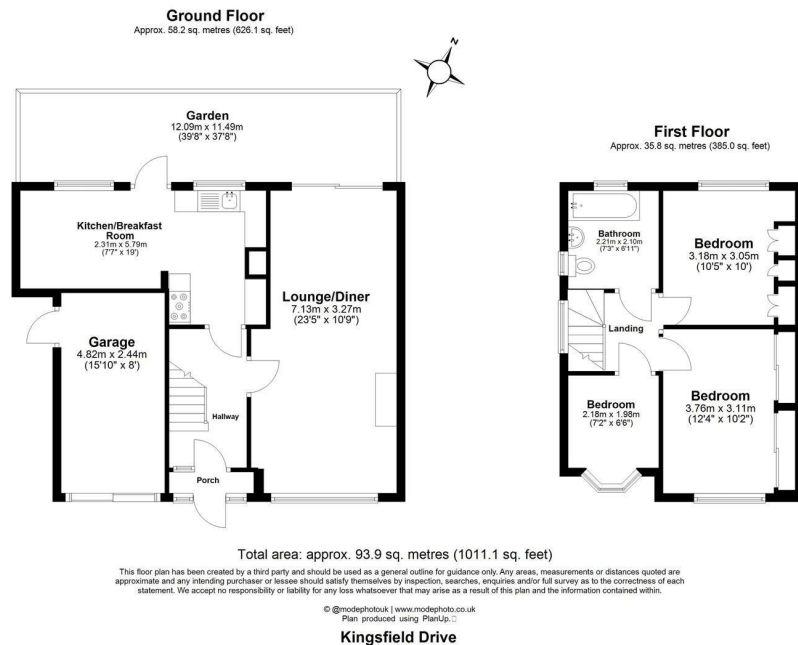 Ground Floor
Approx. 58.2 sq. metres (626.1 sq. feet)
N
Garden
12.09m x 11.49m
(39'8" x 37'8")
Kitchen/Breakfast
Room
2.31m x 5.79m
(7'7" x 19')
Lounge/Diner
7.13m x 3.27m
(23'5" x 10'9")
Garage
4.82m x 2.44m
(15'10" x 8')
Hallway
Porch
First Floor
Approx. 35.8 sq. metres (385.0 sq. feet)
Bathroom
2.21m x 2.10m
(7'3" x 6'11")
Bedroom
3.18m x 3.05m
(10'5" x 10')
Landing
Bedroom
2.18m x 1.98m
(7'2" x 6'6")
Bedroom
3.76m x 3.11m
(12'4" x 10'2")
Total area: approx. 93.9 sq. metres (1011.1 sq. feet)
This floor plan has been created by a third party and should be used as a general outline for guidance only. Any areas, measurements or distances quoted are
approximate and any intending purchaser or lessee should satisfy themselves by inspection, searches, enquiries and/or full survey as to the correctness of each
statement. We accept no responsibility or liability for any loss whatsoever that may arise as a result of this plan and the information contained within.
© @modephotouk | www.modephoto.co.uk
Plan produced using PlanUp.
Kingsfield Drive